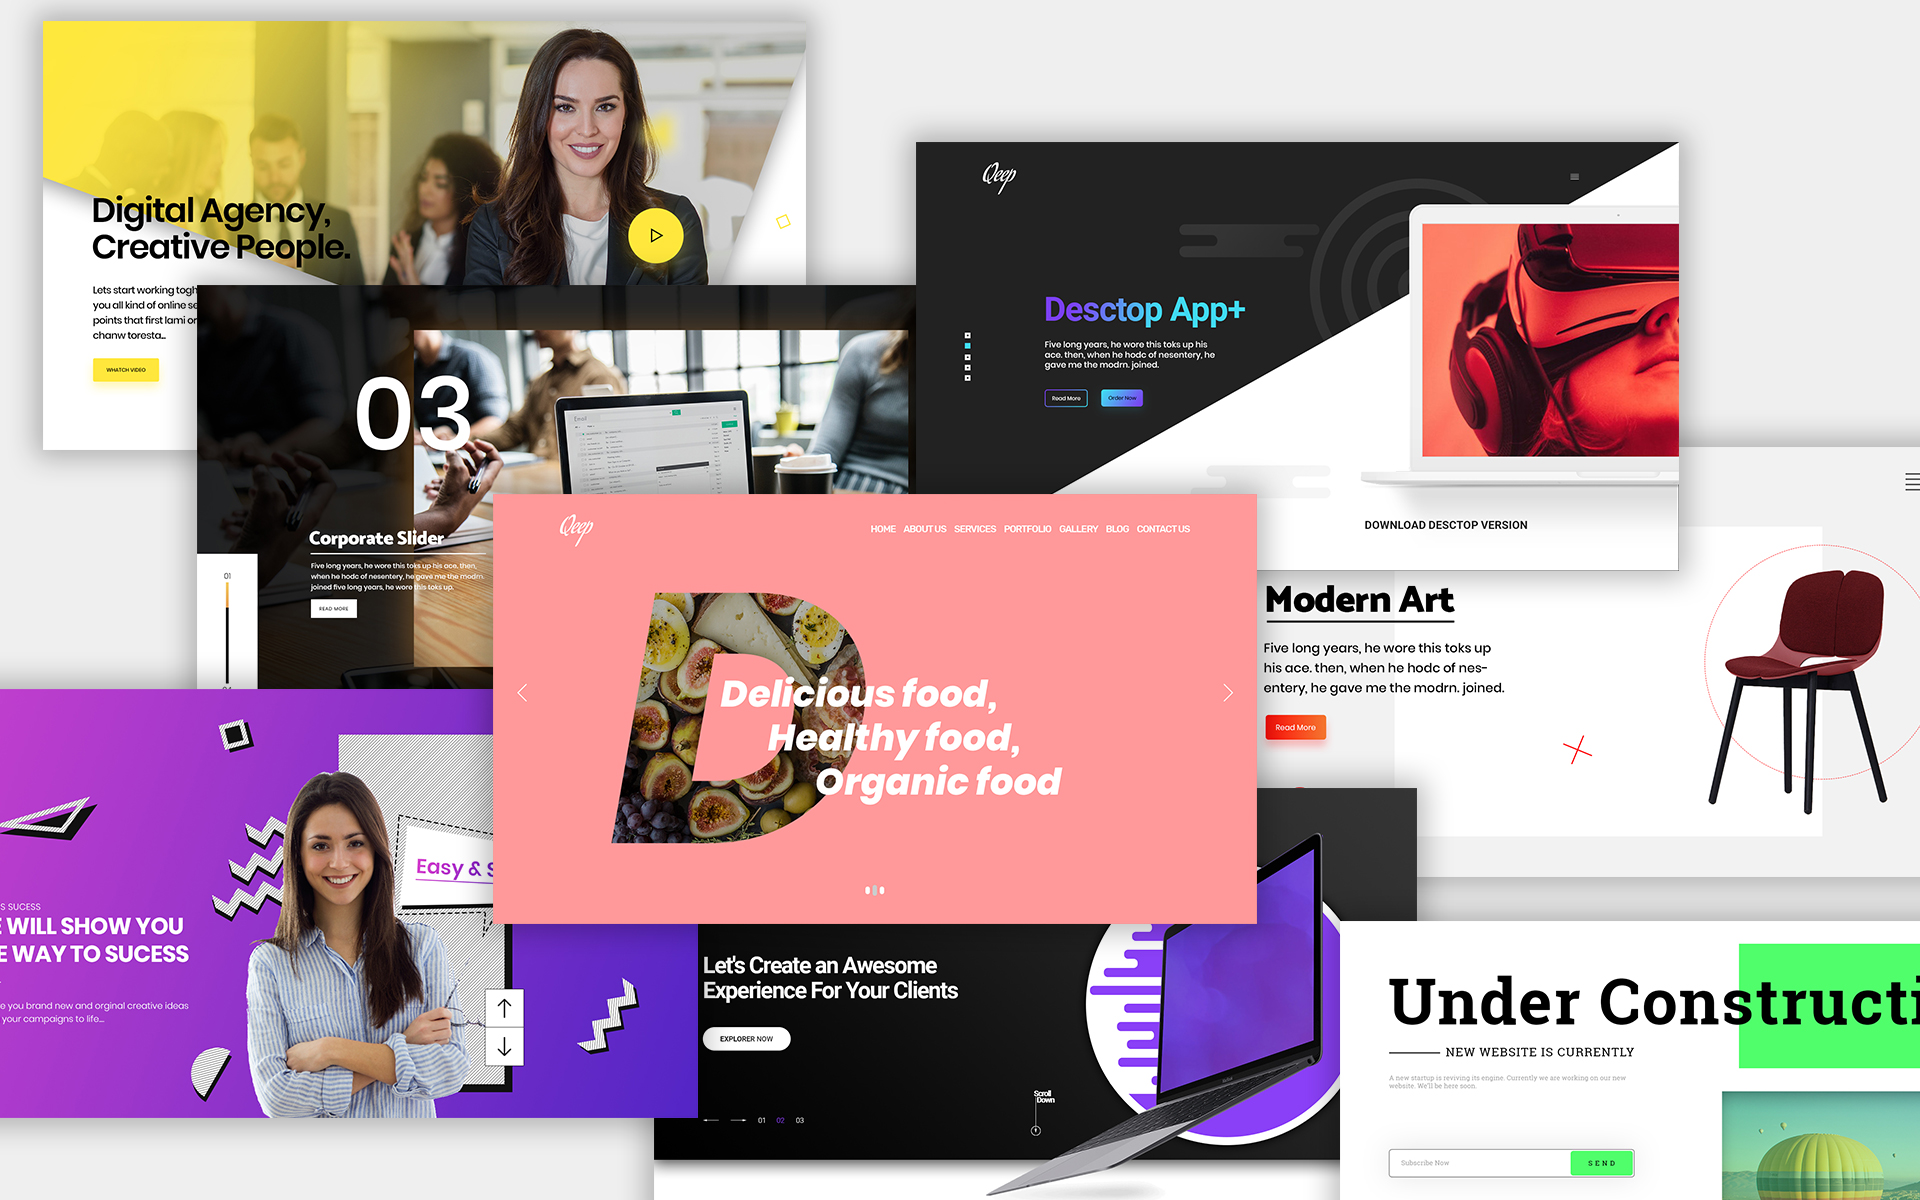 Digital Agency,
Creative People.
Lets start working togh
you all kind of online se
points that first lami or
chanw toresta...
WHATCH VIDEO
Qeep
Desctop App+
Five long years, he wore this toks up his
ace. then, when he hodc of nesentery, he
gave me the modrn. joined.
Read More
Order Now
DOWNLOAD DESCTOP VERSION
03
Corporate Slider
Five long years, he wore this toks up his ace. then,
when he hodc of nesentery, he gave me the modrn.
joined five long years, he wore this toks up.
READ MORE
01
Qeep
HOME ABOUT US SERVICES PORTFOLIO GALLERY BLOG CONTACT US
D
Delicious food,
Healthy food,
Organic food
Modern Art
Five long years, he wore this toks up
his ace. then, when he hodc of nes-
entery, he gave me the modrn. joined.
Read More
Easy & S
S SUCESS
E WILL SHOW YOU
E WAY TO SUCESS
e you brand new and orginal creative ideas
your campaigns to life...
Let's Create an Awesome
Experience For Your Clients
EXPLORER NOW
01 02 03
Scroll
Down
Under Constructi
NEW WEBSITE IS CURRENTLY
A new startup is reviving its engine. Currently we are working on our new
website. We'll be here soon.
Subscribe Now
SEND